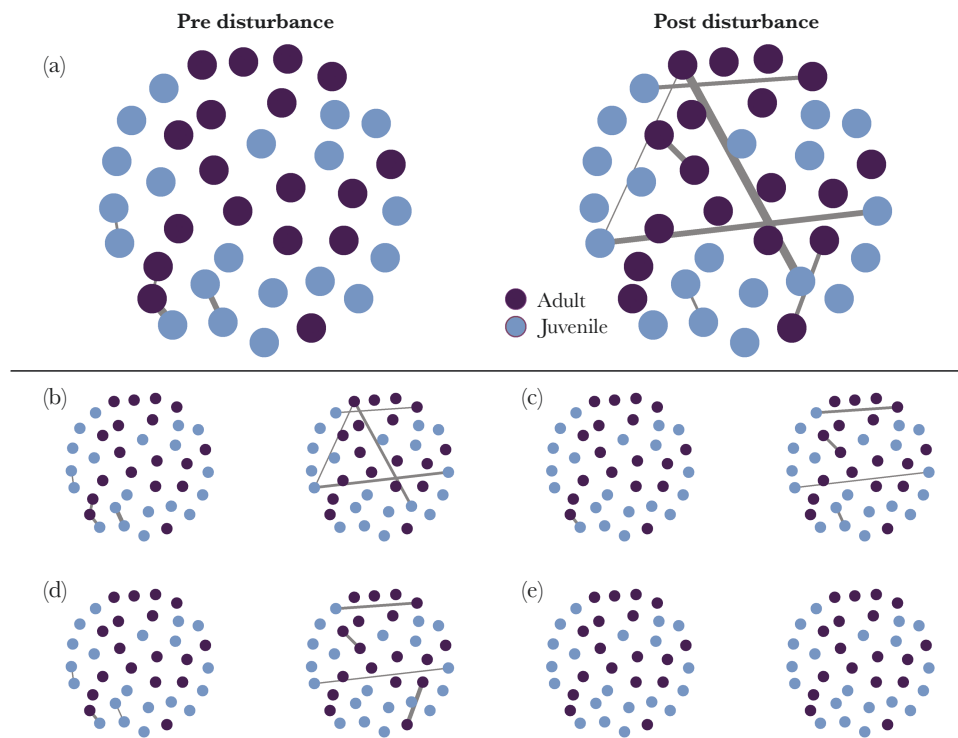 Pre disturbance
Post disturbance
(a)
Adult
Juvenile
(b)
(c)
(d)
(e)